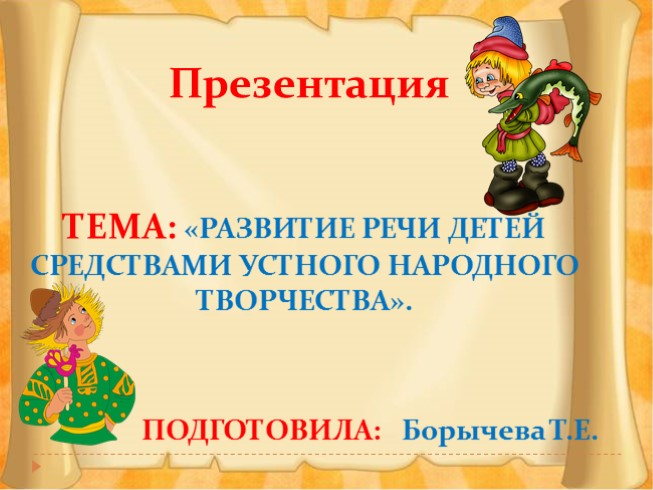 Презентация
ТЕМА: «РАЗВИТИЕ РЕЧИ ДЕТЕЙ
СРЕДСТВАМИ УСТНОГО НАРОДНОГО
ТВОРЧЕСТВА».
ПОДГОТОВИЛА: Борычева Т.Е.